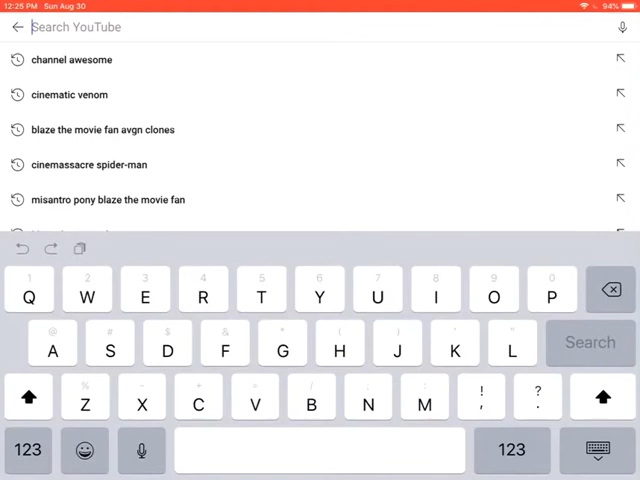 12:25 PM Sun Aug 30 94%
Search YouTube
channel awesome
cinematic venom
blaze the movie fan avgn clones
cinemassacre spider-man
misantro pony blaze the movie fan
1 2 3 4 5 6 7 8 9 0
Q W E R T Y U I O P
@ # $ & * ( ) ' "
A S D F G H J K L Search
% - + = / ; : ! ?
Z X C V B N M , .
123 123